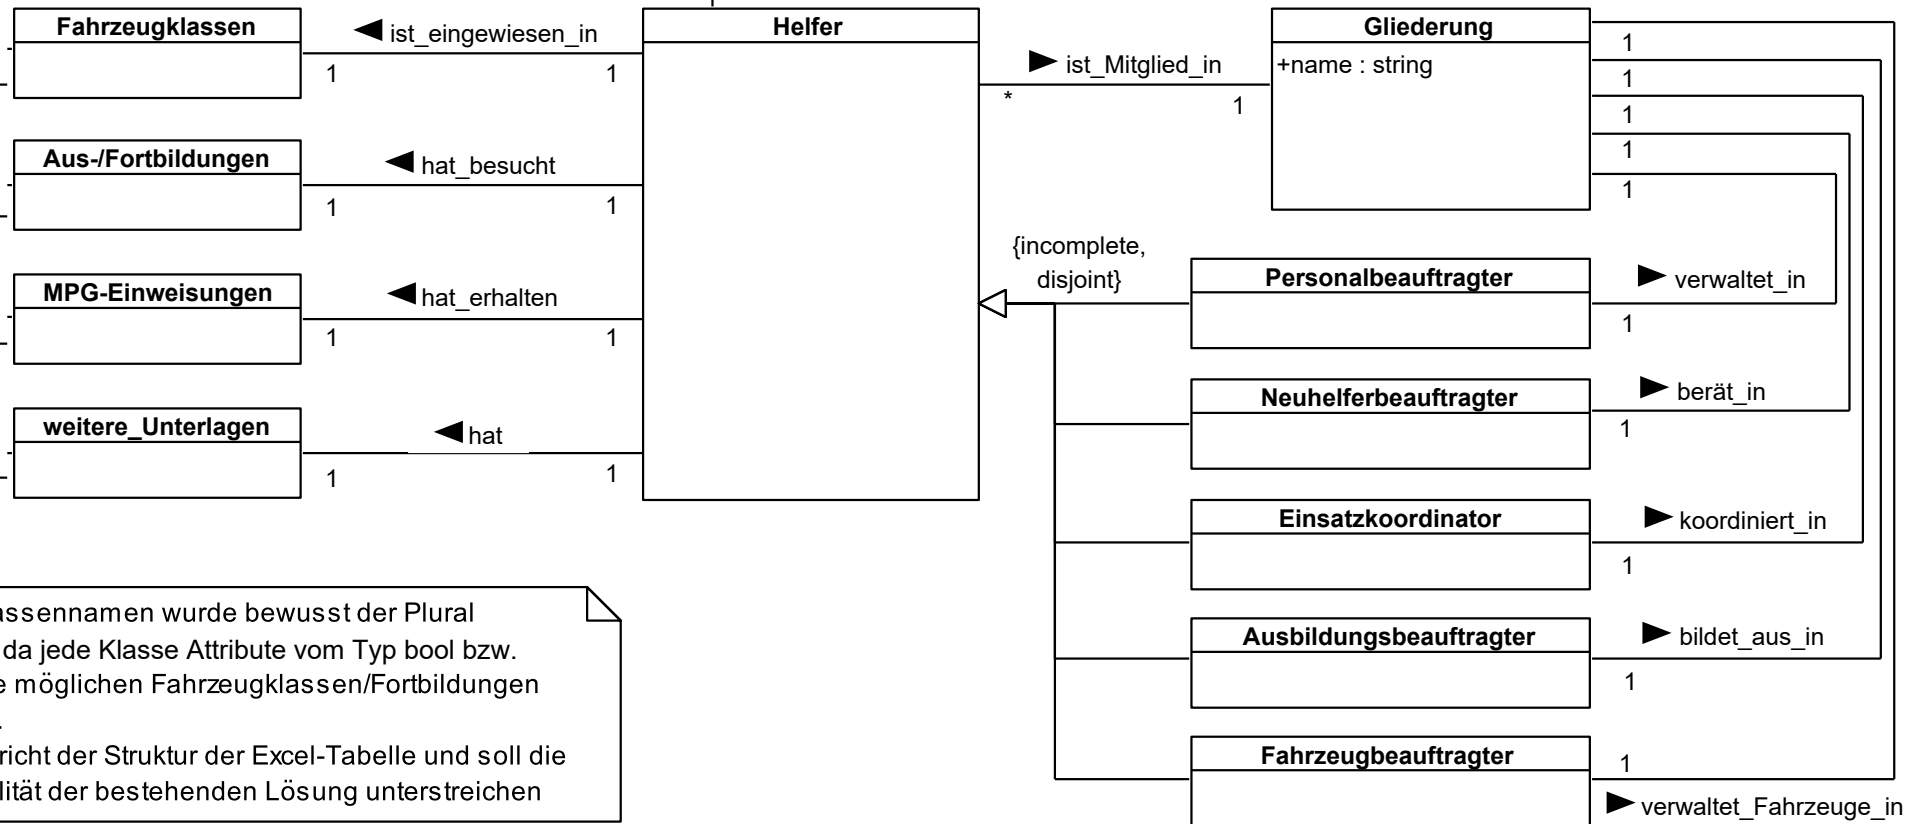 Fahrzeugklassen
◄ ist_eingewiesen_in
1
1
Aus-/Fortbildungen
◄ hat_besucht
1
1
MPG-Einweisungen
◄ hat_erhalten
1
1
weitere_Unterlagen
◄ hat
1
1
Helfer
► ist_Mitglied_in
*
1
Gliederung
+name : string
1
1
1
1
1
{incomplete,
disjoint}
Personalbeauftragter
► verwaltet_in
1
Neuhelferbeauftragter
► berät_in
1
Einsatzkoordinator
► koordiniert_in
1
Ausbildungsbeauftragter
► bildet_aus_in
1
Fahrzeugbeauftragter
1
► verwaltet_Fahrzeuge_in
assennamen wurde bewusst der Plural
da jede Klasse Attribute vom Typ bool bzw.
e möglichen Fahrzeugklassen/Fortbildungen
.
richt der Struktur der Excel-Tabelle und soll die
lität der bestehenden Lösung unterstreichen